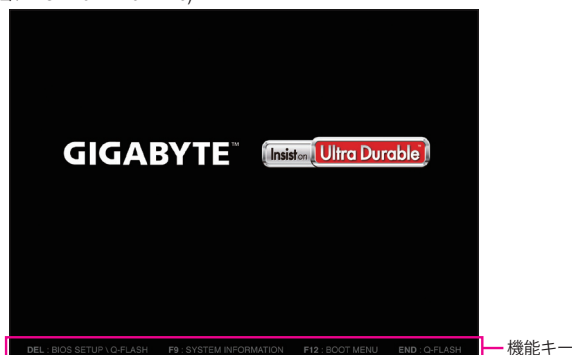 GIGABYTE™
Insist on Ultra Durable™
DEL : BIOS SETUP \ Q-FLASH F9 : SYSTEM INFORMATION F12 : BOOT MENU END : Q-FLASH
機能キー